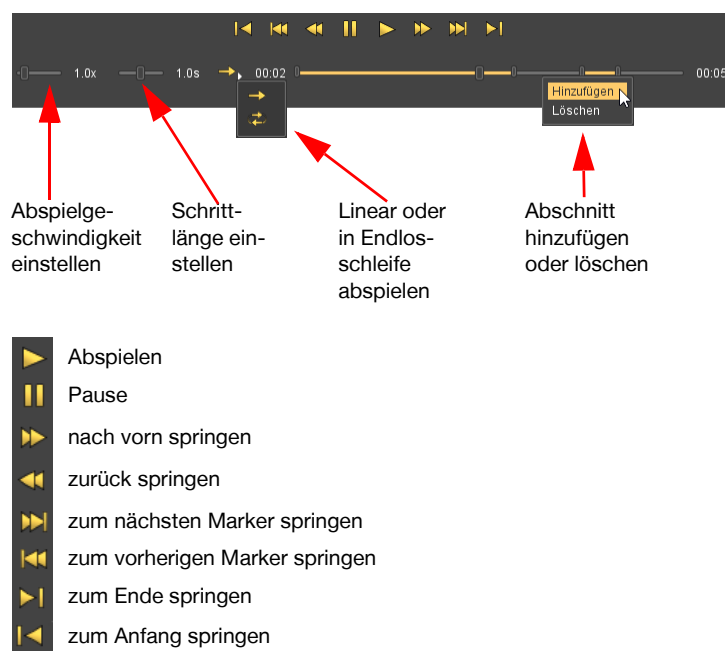 1.0x 1.0s 00:02 00:05
Hinzufügen
Löschen
Abspielge-
schwindigkeit
einstellen
Schritt-
länge ein-
stellen
Linear oder
in Endlos-
schleife
abspielen
Abschnitt
hinzufügen
oder löschen
Abspielen
Pause
nach vorn springen
zurück springen
zum nächsten Marker springen
zum vorherigen Marker springen
zum Ende springen
zum Anfang springen